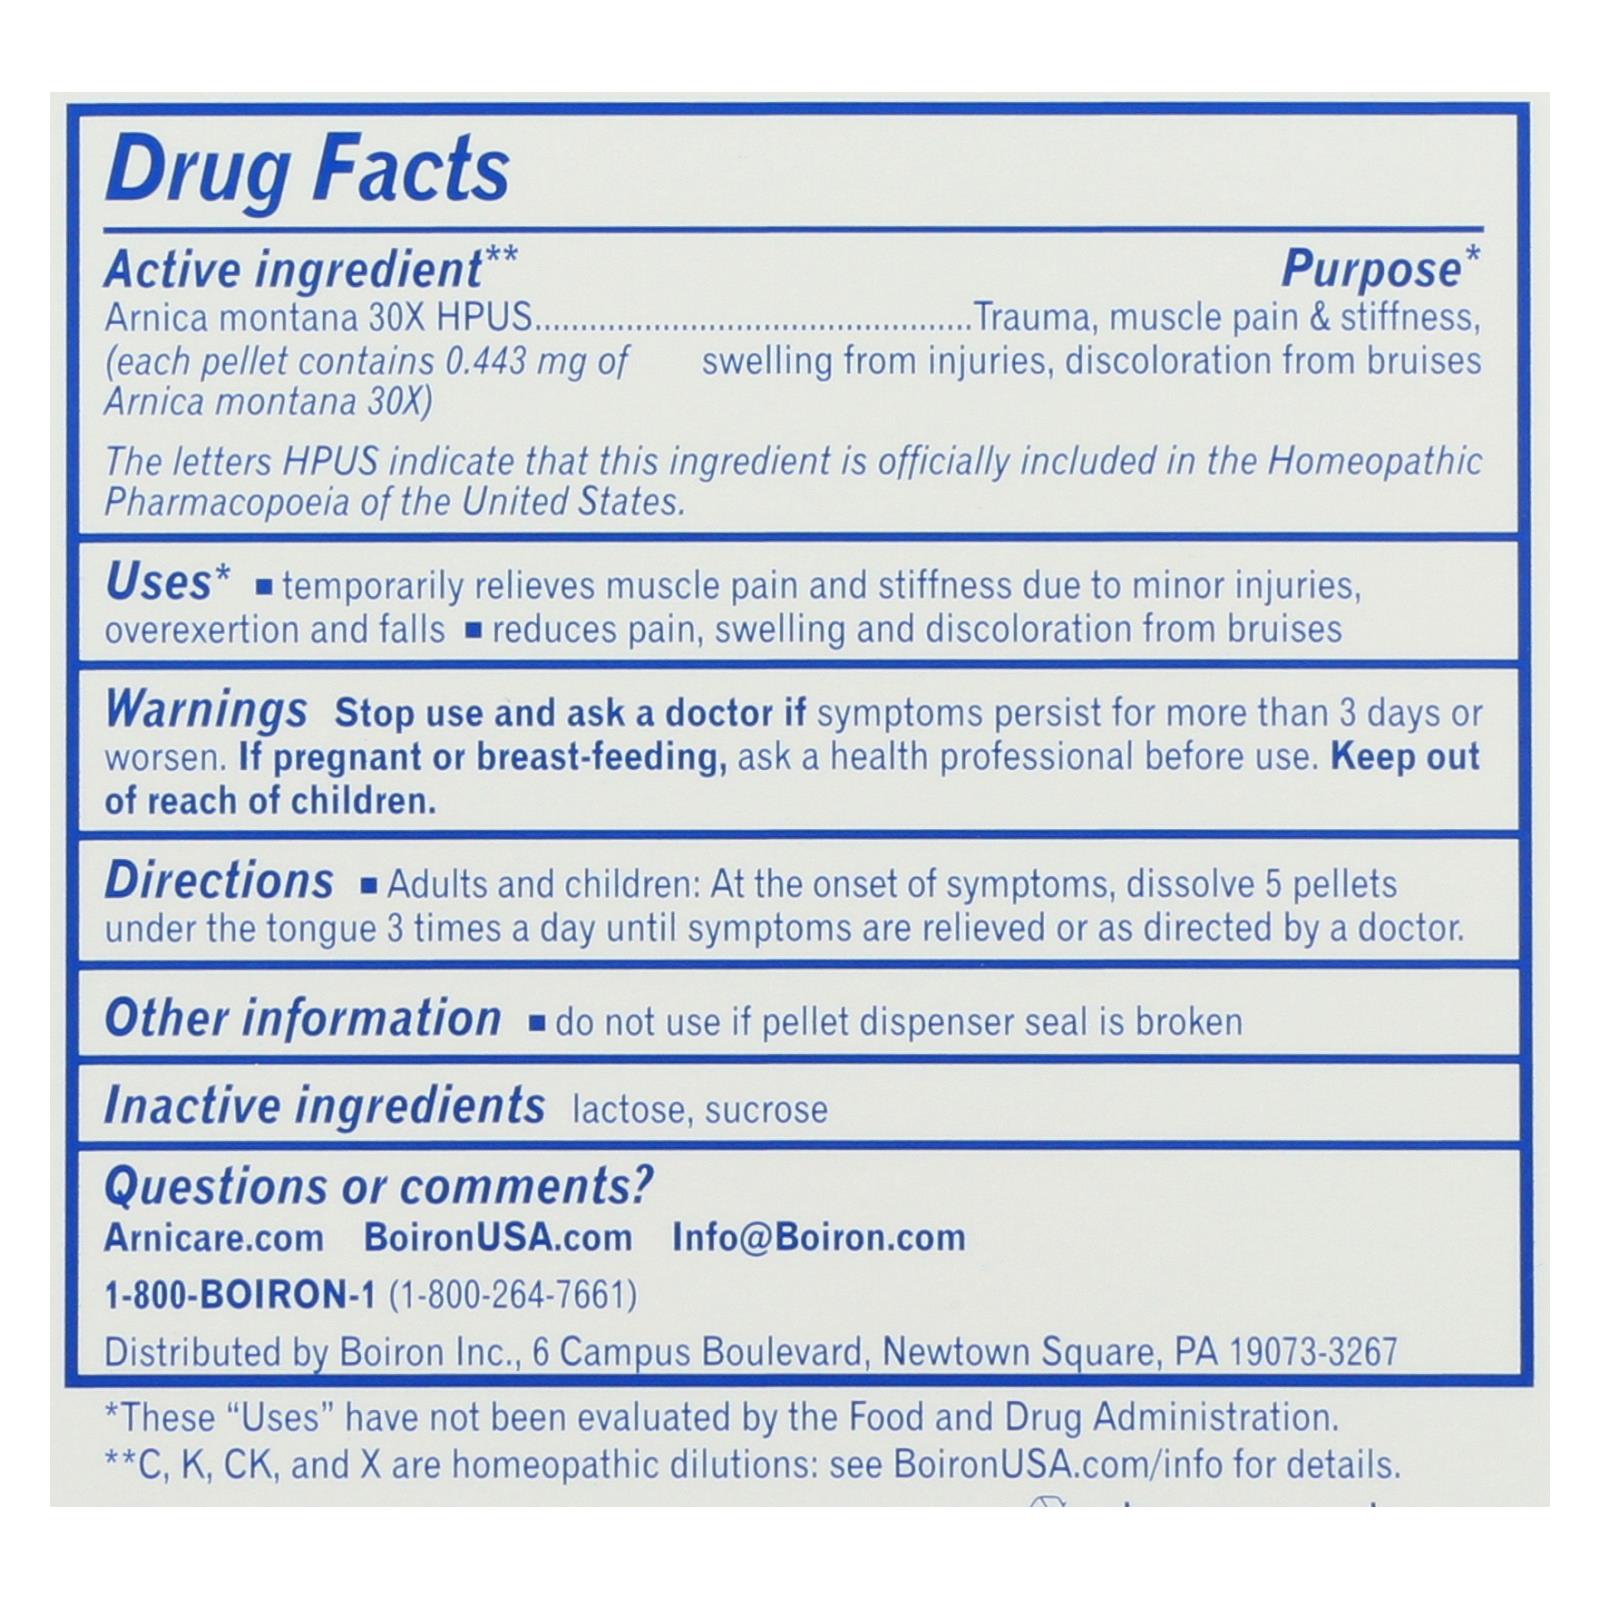 Drug Facts
Active ingredient** Purpose*
Arnica montana 30X HPUS................................................Trauma, muscle pain & stiffness,
(each pellet contains 0.443 mg of swelling from injuries, discoloration from bruises
Arnica montana 30X)
The letters HPUS indicate that this ingredient is officially included in the Homeopathic
Pharmacopoeia of the United States.
Uses* ■ temporarily relieves muscle pain and stiffness due to minor injuries,
overexertion and falls ■ reduces pain, swelling and discoloration from bruises
Warnings Stop use and ask a doctor if symptoms persist for more than 3 days or
worsen. If pregnant or breast-feeding, ask a health professional before use. Keep out
of reach of children.
Directions ■ Adults and children: At the onset of symptoms, dissolve 5 pellets
under the tongue 3 times a day until symptoms are relieved or as directed by a doctor.
Other information ■ do not use if pellet dispenser seal is broken
Inactive ingredients lactose, sucrose
Questions or comments?
Arnicare.com BoironUSA.com Info@Boiron.com
1-800-BOIRON-1 (1-800-264-7661)
Distributed by Boiron Inc., 6 Campus Boulevard, Newtown Square, PA 19073-3267
*These “Uses” have not been evaluated by the Food and Drug Administration.
**C, K, CK, and X are homeopathic dilutions: see BoironUSA.com/info for details.